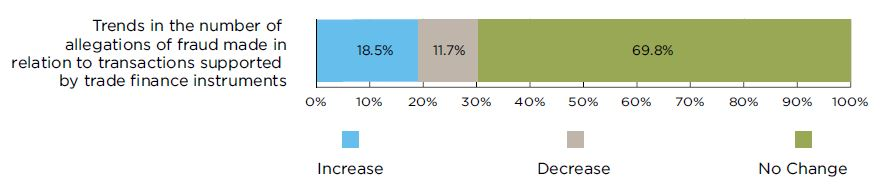 Trends in the number of
allegations of fraud made in
relation to transactions supported
by trade finance instruments
18.5% 11.7% 69.8%
0% 10% 20% 30% 40% 50% 60% 70% 80% 90% 100%
Increase Decrease No Change